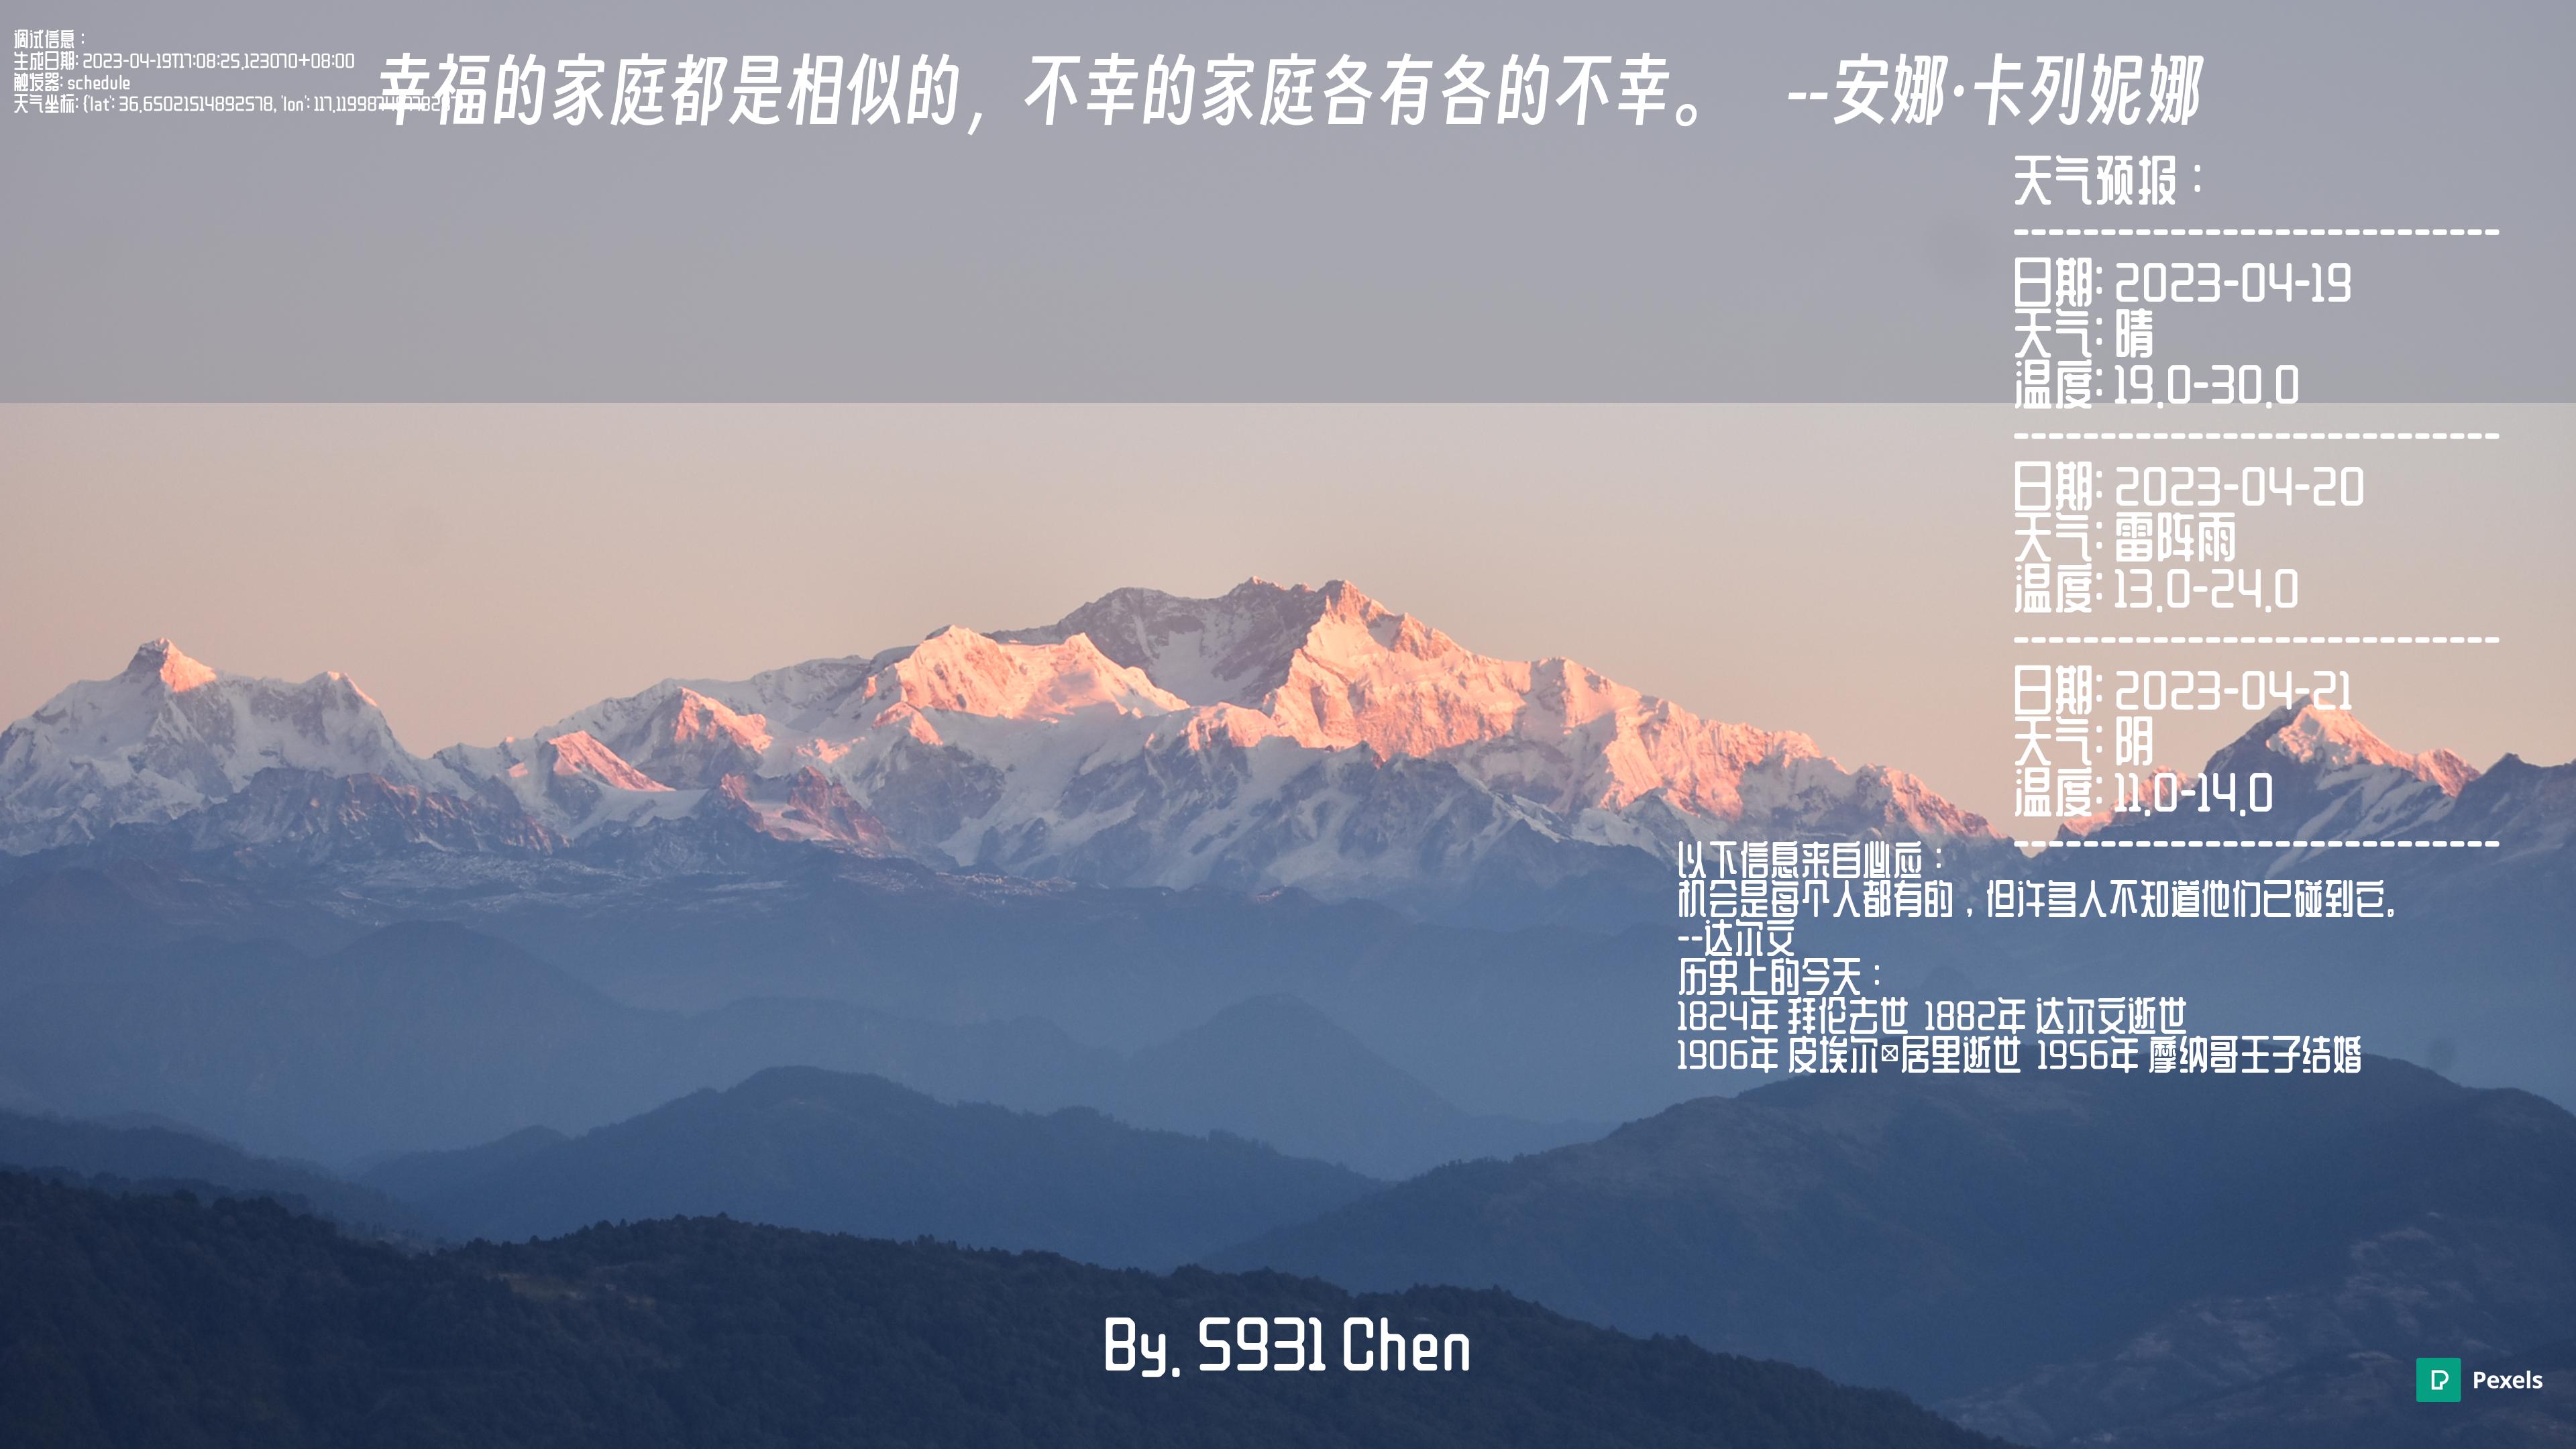 调试信息：
生成日期: 2023-04-19T17:08:25.123070+08:00
触发器: schedule
天气坐标: {'lat': 36.65021514892578, 'lon': 117.11998
幸福的家庭都是相似的，不幸的家庭各有各的不幸。 --安娜·卡列妮娜
天气预报：
----------------------------
日期: 2023-04-19
天气: 晴
温度: 19.0-30.0
----------------------------
日期: 2023-04-20
天气: 雷阵雨
温度: 13.0-24.0
----------------------------
日期: 2023-04-21
天气: 阴
温度: 11.0-14.0
----------------------------
以下信息来自必应：
机会是每个人都有的，但许多人不知道他们已碰到它。
--达尔文
历史上的今天：
1824年 拜伦去世 1882年 达尔文逝世
1906年 皮埃尔☒居里逝世 1956年 摩纳哥王子结婚
By. S931 Chen
Pexels